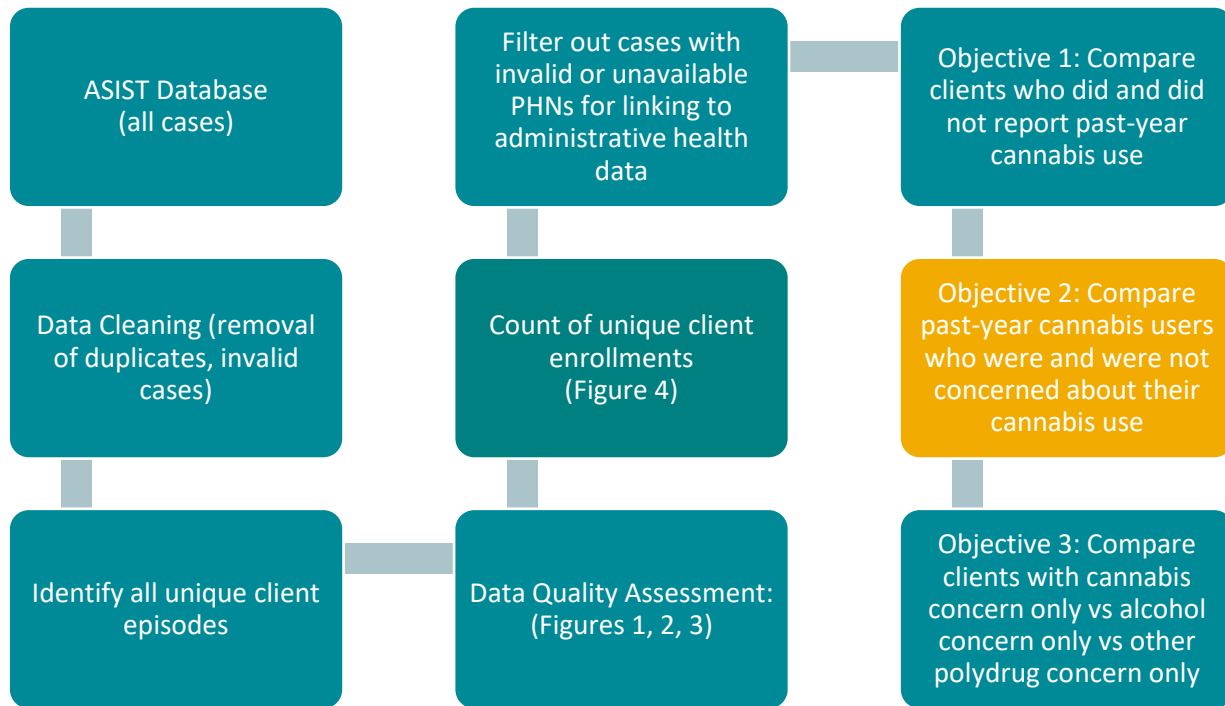 ASIST Database
(all cases)
Data Cleaning (removal
of duplicates, invalid
cases)
Identify all unique client
episodes
Data Quality Assessment:
(Figures 1, 2, 3)
Count of unique client
enrollments
(Figure 4)
Filter out cases with
invalid or unavailable
PHNs for linking to
administrative health
data
Objective 1: Compare
clients who did and did
not report past-year
cannabis use
Objective 2: Compare
past-year cannabis users
who were and were not
concerned about their
cannabis use
Objective 3: Compare
clients with cannabis
concern only vs alcohol
concern only vs other
polydrug concern only